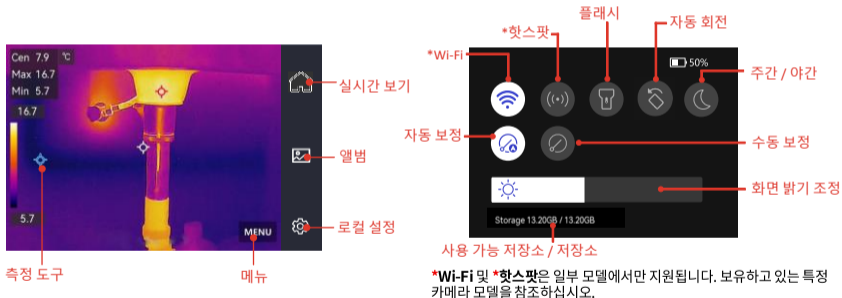 플래시
*핫스팟
자동 회전
*Wi-Fi
Cen 7.9 ℃
Max 16.7
Min 5.7
16.7
50%
주간 / 야간
실시간 보기
자동 보정
수동 보정
앨범
화면 밝기 조정
5.7
Storage 13.20GB / 13.20GB
로컬 설정
MENU
사용 가능 저장소 / 저장소
측정 도구
메뉴
*Wi-Fi 및 *핫스팟은 일부 모델에서만 지원됩니다. 보유하고 있는 특정
카메라 모델을 참조하십시오.